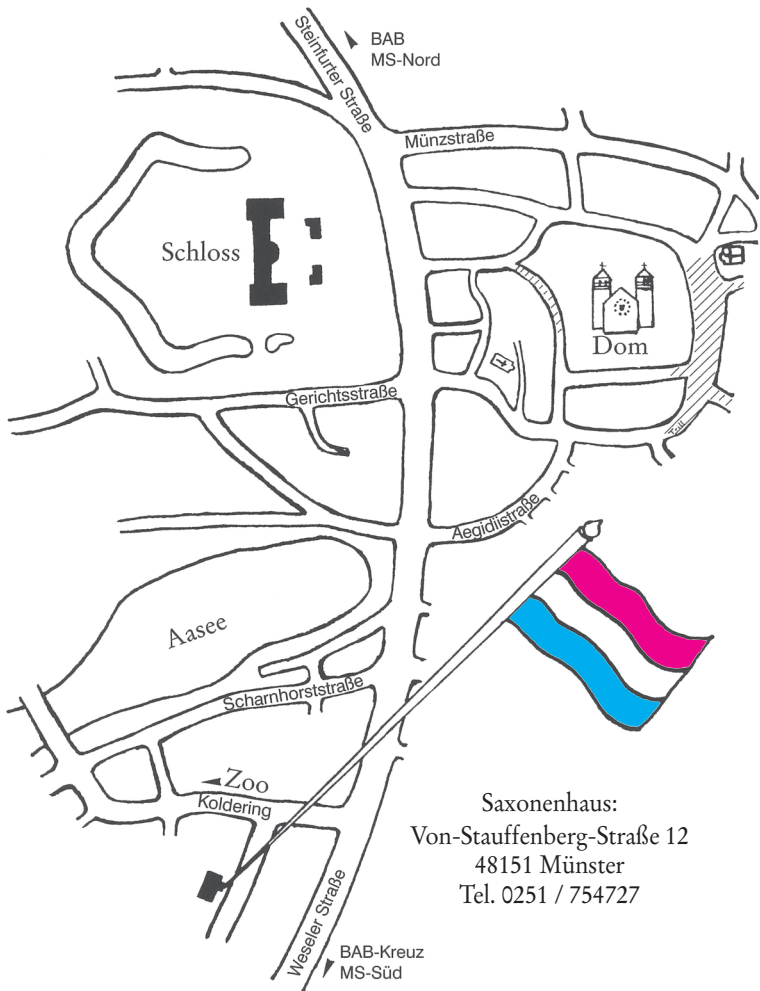 BAB
MS-Nord
Steinfurter Straße
Münzstraße
Schloss
Dom
Gerichtsstraße
Aegidiistraße
Aasee
Scharnhorststraße
Zoo
Koldering
Saxonenhaus:
Von-Stauffenberg-Straße 12
48151 Münster
Tel. 0251 / 754727
Weseler Straße
BAB-Kreuz
MS-Süd